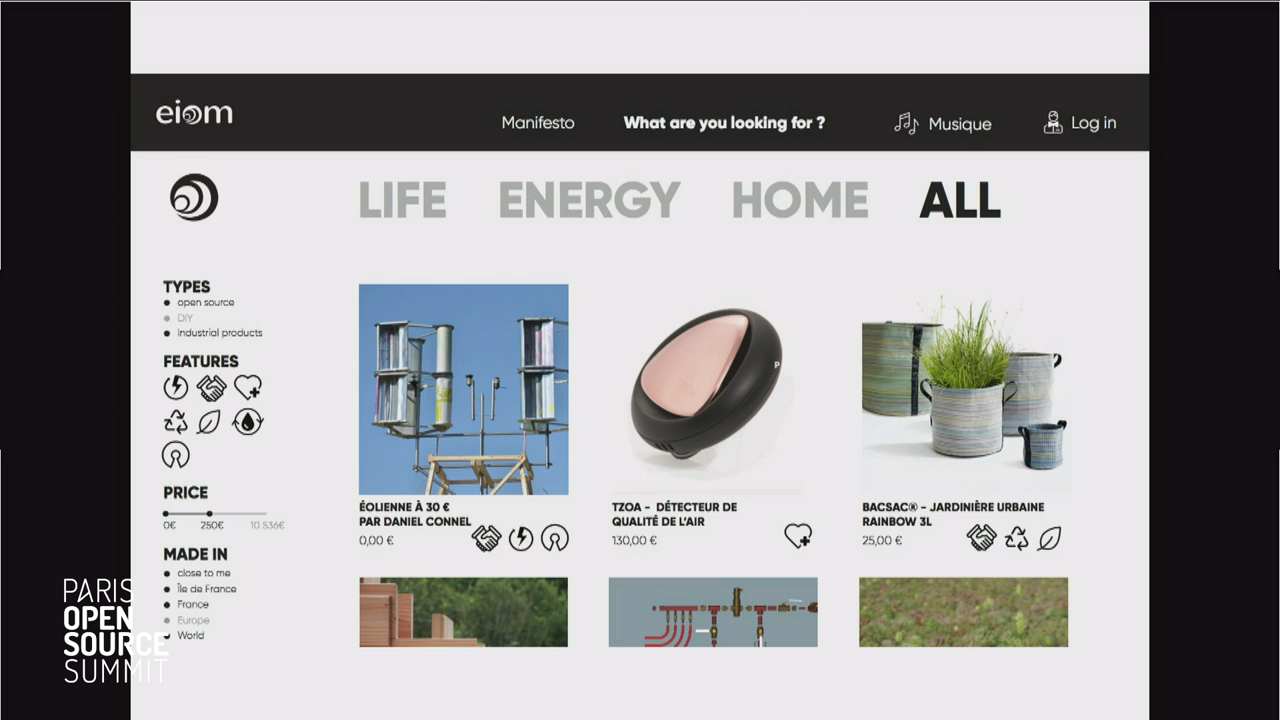 eiom
Manifesto
What are you looking for ?
Musique
Log in
LIFE ENERGY HOME ALL
TYPES
open source
DIY
Industrial products
FEATURES
PRICE
0€ 250€ 10 536€
MADE IN
close to me
Île de France
France
Europe
World
ÉOLIENNE À 30 €
PAR DANIEL CONNEL
0,00 €
P
TZOA - DÉTECTEUR DE
QUALITÉ DE L'AIR
130,00 €
BACSAC® - JARDINIÈRE URBAINE
RAINBOW 3L
25,00 €
PARIS
OPEN
SOURCE
SUMMIT